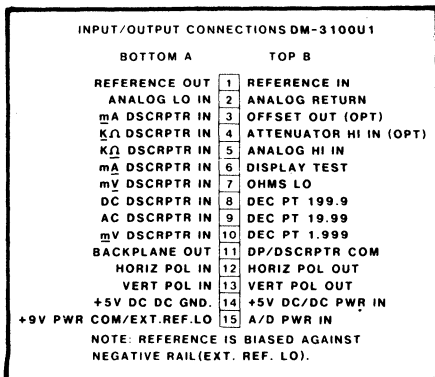 INPUT/OUTPUT CONNECTIONS DM-3100U1
BOTTOM A TOP B
REFERENCE OUT 1 REFERENCE IN
ANALOG LO IN 2 ANALOG RETURN
mA DSCRPTR IN 3 OFFSET OUT (OPT)
KΩ DSCRPTR IN 4 ATTENUATOR HI IN (OPT)
KΩ DSCRPTR IN 5 ANALOG HI IN
mA DSCRPTR IN 6 DISPLAY TEST
mV DSCRPTR IN 7 OHMS LO
DC DSCRPTR IN 8 DEC PT 199.9
AC DSCRPTR IN 9 DEC PT 19.99
mV DSCRPTR IN 10 DEC PT 1.999
BACKPLANE OUT 11 DP/DSCRPTR COM
HORIZ POL IN 12 HORIZ POL OUT
VERT POL IN 13 VERT POL OUT
+5V DC DC GND. 14 +5V DC/DC PWR IN
+9V PWR COM/EXT.REF.LO 15 A/D PWR IN
NOTE: REFERENCE IS BIASED AGAINST
NEGATIVE RAIL(EXT. REF. LO).